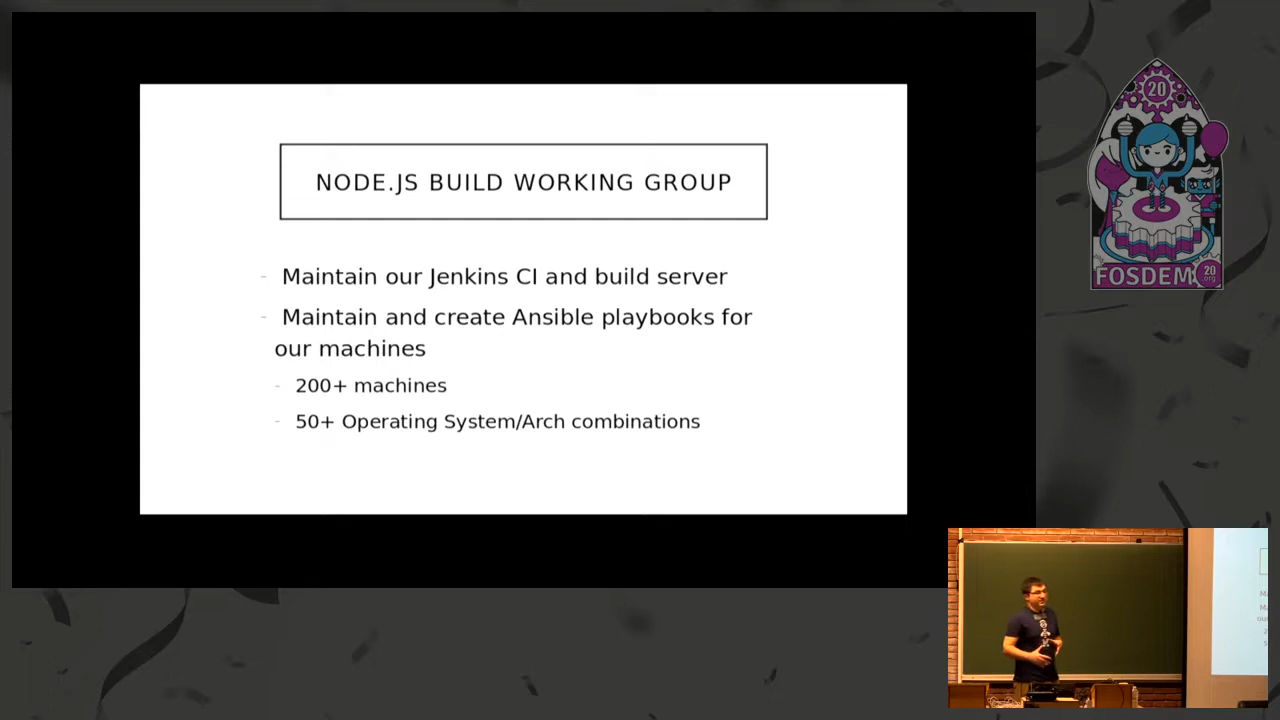 NODE.JS BUILD WORKING GROUP
- Maintain our Jenkins CI and build server
- Maintain and create Ansible playbooks for
our machines
- 200+ machines
- 50+ Operating System/Arch combinations
20
FOSDEM 20
.org